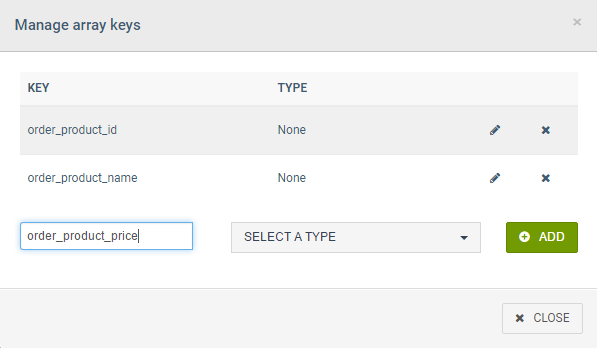 Manage array keys
KEY TYPE
order_product_id None
order_product_name None
order_product_price SELECT A TYPE ADD
CLOSE